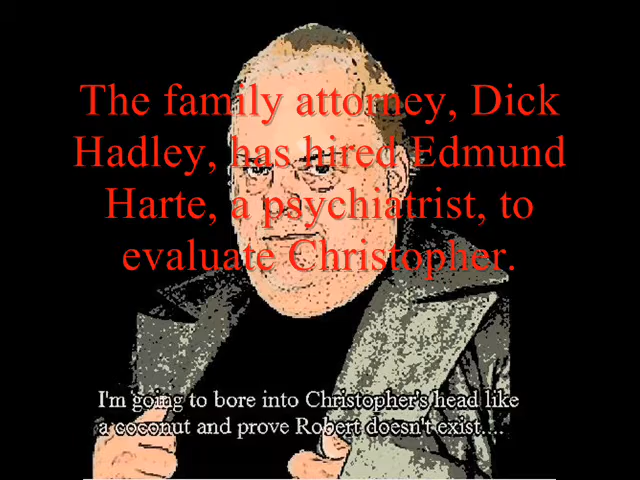 The family attorney, Dick
Hadley, has hired Edmund
Harte, a psychiatrist, to
evaluate Christopher.
I'm going to bore into Christopher's head like
a coconut and prove Robert doesn't exist....